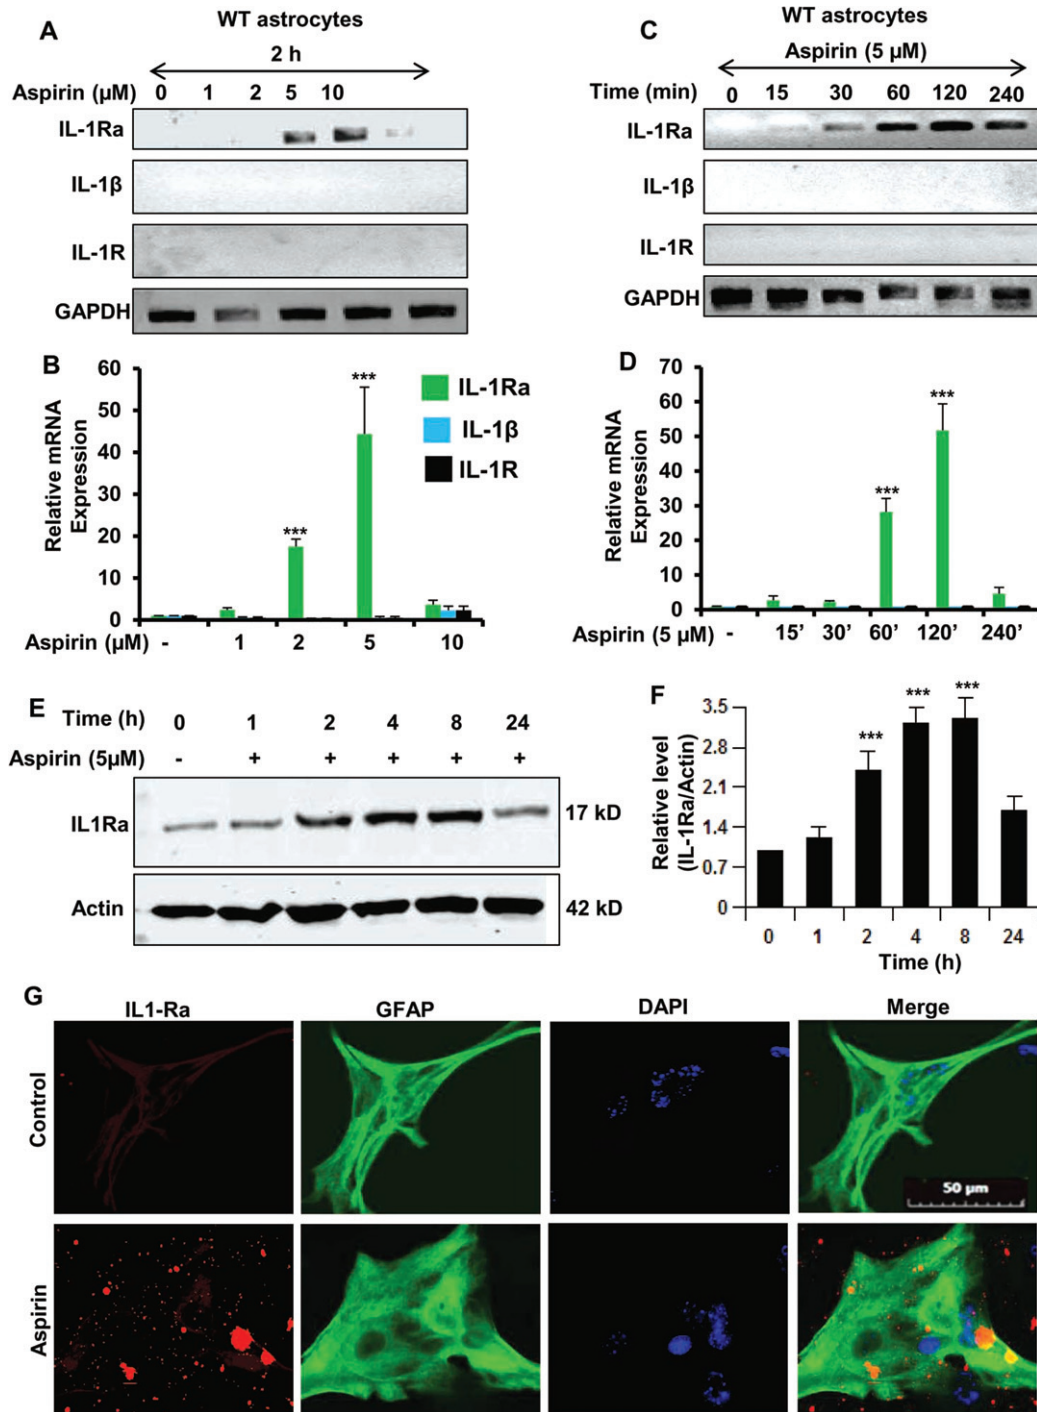 A
WT astrocytes
2 h
Aspirin (µM) 0 1 2 5 10
IL-1Ra
IL-1β
IL-1R
GAPDH
C
WT astrocytes
Aspirin (5 µM)
Time (min) 0 15 30 60 120 240
IL-1Ra
IL-1β
IL-1R
GAPDH
B
Relative mRNA
Expression
60
50
40
30
20
10
0
***
***
IL-1Ra
IL-1β
IL-1R
Aspirin (µM) - 1 2 5 10
D
Relative mRNA
Expression
70
60
50
40
30
20
10
0
***
***
Aspirin (5 µM) - 15’ 30’ 60’ 120’ 240’
E
Time (h) 0 1 2 4 8 24
Aspirin (5µM) - + + + + +
IL1Ra
17 kD
Actin
42 kD
F
Relative level
(IL-1Ra/Actin)
3.5
2.8
2.1
1.4
0.7
0
***
***
***
0 1 2 4 8 24
Time (h)
G
IL1-Ra GFAP DAPI Merge
Control
50 µm
Aspirin